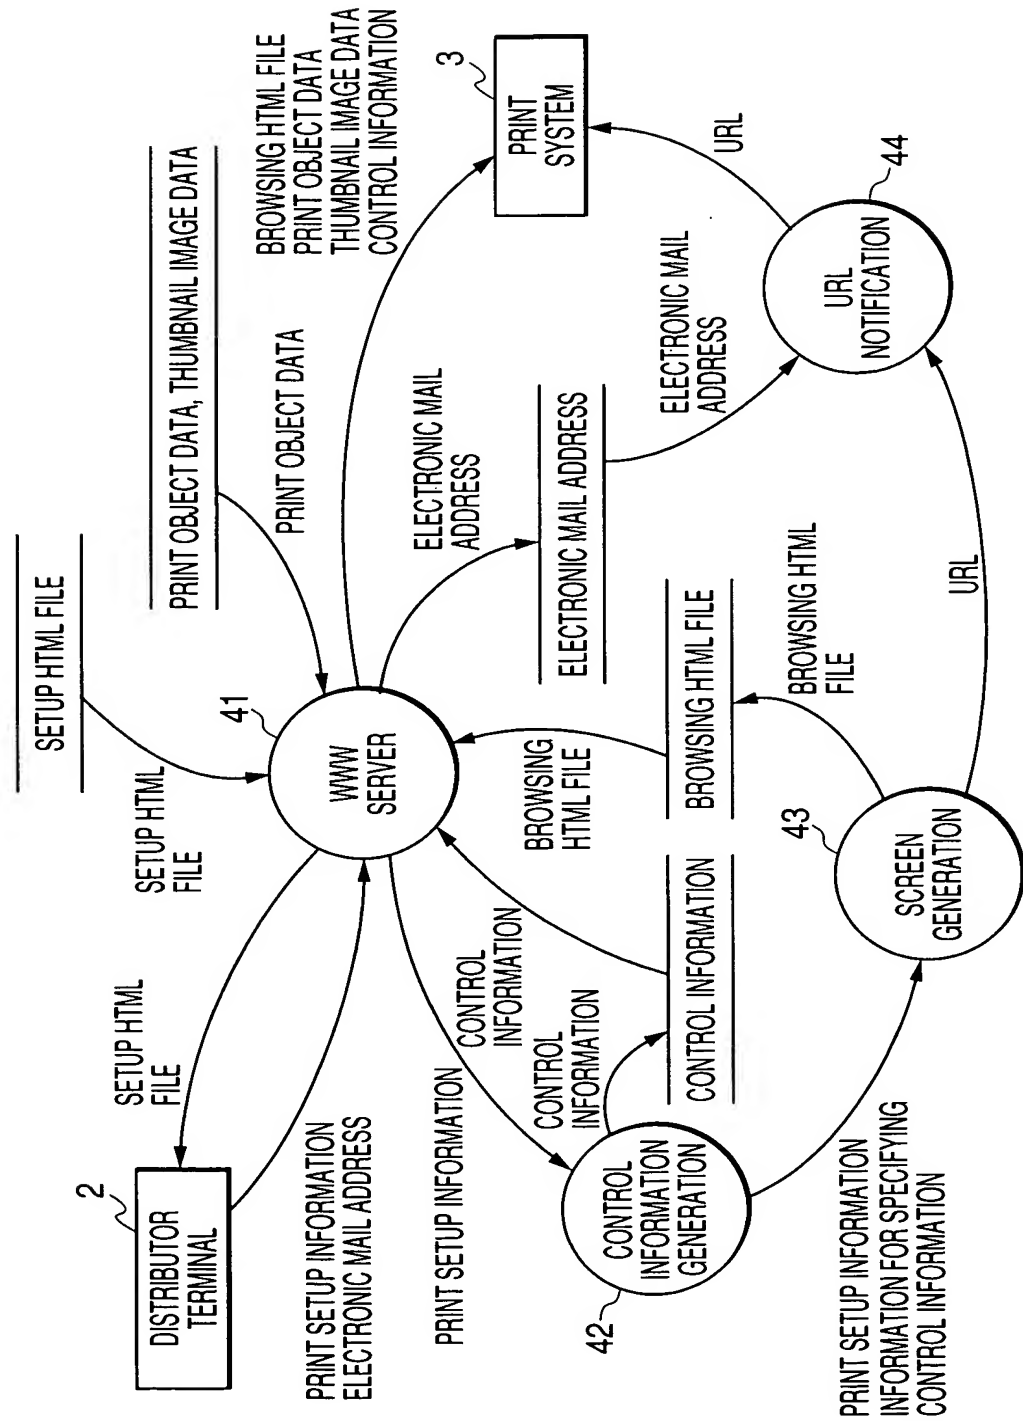 SETUP HTML FILE
PRINT OBJECT DATA, THUMBNAIL IMAGE DATA
BROWSING HTML FILE
PRINT OBJECT DATA
THUMBNAIL IMAGE DATA
CONTROL INFORMATION
2
DISTRIBUTOR
TERMINAL
SETUP HTML
FILE
SETUP HTML
FILE
41
WWW
SERVER
PRINT OBJECT DATA
3
PRINT
SYSTEM
PRINT SETUP INFORMATION
ELECTRONIC MAIL ADDRESS
PRINT SETUP INFORMATION
CONTROL
INFORMATION
CONTROL
INFORMATION
BROWSING
HTML FILE
ELECTRONIC MAIL
ADDRESS
ELECTRONIC MAIL ADDRESS
ELECTRONIC MAIL
ADDRESS
URL
42
CONTROL
INFORMATION
GENERATION
CONTROL INFORMATION
BROWSING HTML FILE
BROWSING HTML
FILE
44
URL
NOTIFICATION
43
SCREEN
GENERATION
URL
PRINT SETUP INFORMATION
INFORMATION FOR SPECIFYING
CONTROL INFORMATION